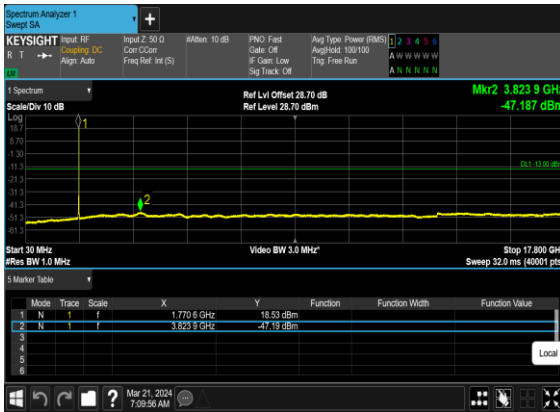 Spectrum Analyzer 1
Swept SA
+
KEYSIGHT
R T
LW
Input: RF
Coupling: DC
Align: Auto
Input Z: 50 Ω
Corr CCorr
Freq Ref: Int (S)
#Atten: 10 dB
PNO: Fast
Gate: Off
IF Gain: Low
Sig Track: Off
Avg Type: Power (RMS)
Avg|Hold: 100/100
Trig: Free Run
1 2 3 4 5 6
A W W W W W
A N N N N N
1 Spectrum
Scale/Div 10 dB
Ref Lvl Offset 28.70 dB
Ref Level 28.70 dBm
Mkr2 3.823 9 GHz
-47.187 dBm
Log
18.7
8.70
-1.30
-11.3
-21.3
-31.3
-41.3
-51.3
-61.3
1
2
DL1 -13.00 dBm
Start 30 MHz
#Res BW 1.0 MHz
Video BW 3.0 MHz*
Stop 17.800 GH
Sweep 32.0 ms (40001 pts
5 Marker Table
Mode Trace Scale X Y Function Function Width Function Value
1 N 1 f 1.770 6 GHz 18.53 dBm
2 N 1 f 3.823 9 GHz -47.19 dBm
3
4
5
6
Local
?
Mar 21, 2024
7:09:56 AM